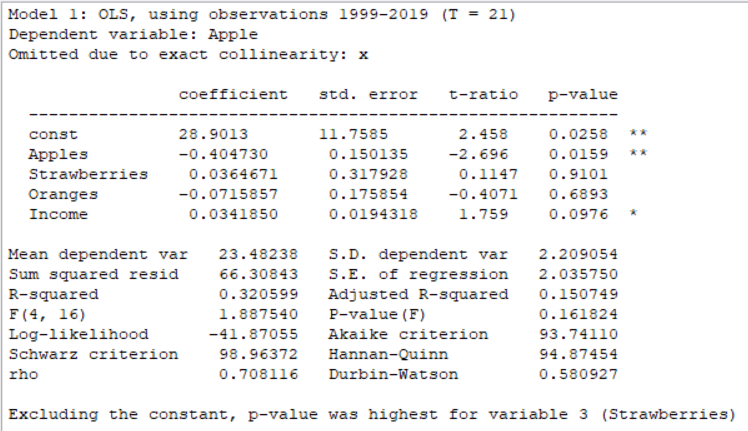 Model 1: OLS, using observations 1999-2019 (T = 21)
Dependent variable: Apple
Omitted due to exact collinearity: x
coefficient std. error t-ratio p-value
------------------------------------------------------------
const 28.9013 11.7585 2.458 0.0258 **
Apples -0.404730 0.150135 -2.696 0.0159 **
Strawberries 0.0364671 0.317928 0.1147 0.9101
Oranges -0.0715857 0.175854 -0.4071 0.6893
Income 0.0341850 0.0194318 1.759 0.0976 *
Mean dependent var 23.48238 S.D. dependent var 2.209054
Sum squared resid 66.30843 S.E. of regression 2.035750
R-squared 0.320599 Adjusted R-squared 0.150749
F(4, 16) 1.887540 P-value(F) 0.161824
Log-likelihood -41.87055 Akaike criterion 93.74110
Schwarz criterion 98.96372 Hannan-Quinn 94.87454
rho 0.708116 Durbin-Watson 0.580927
Excluding the constant, p-value was highest for variable 3 (Strawberries)